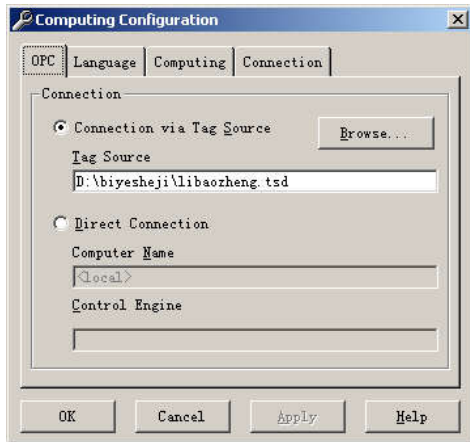 Computing Configuration
OPC Language Computing Connection
Connection
Connection via Tag Source
Browse...
Tag Source
D:\biyesheji\libaozheng.tsd
Direct Connection
Computer Name
<local>
Control Engine
OK Cancel Apply Help